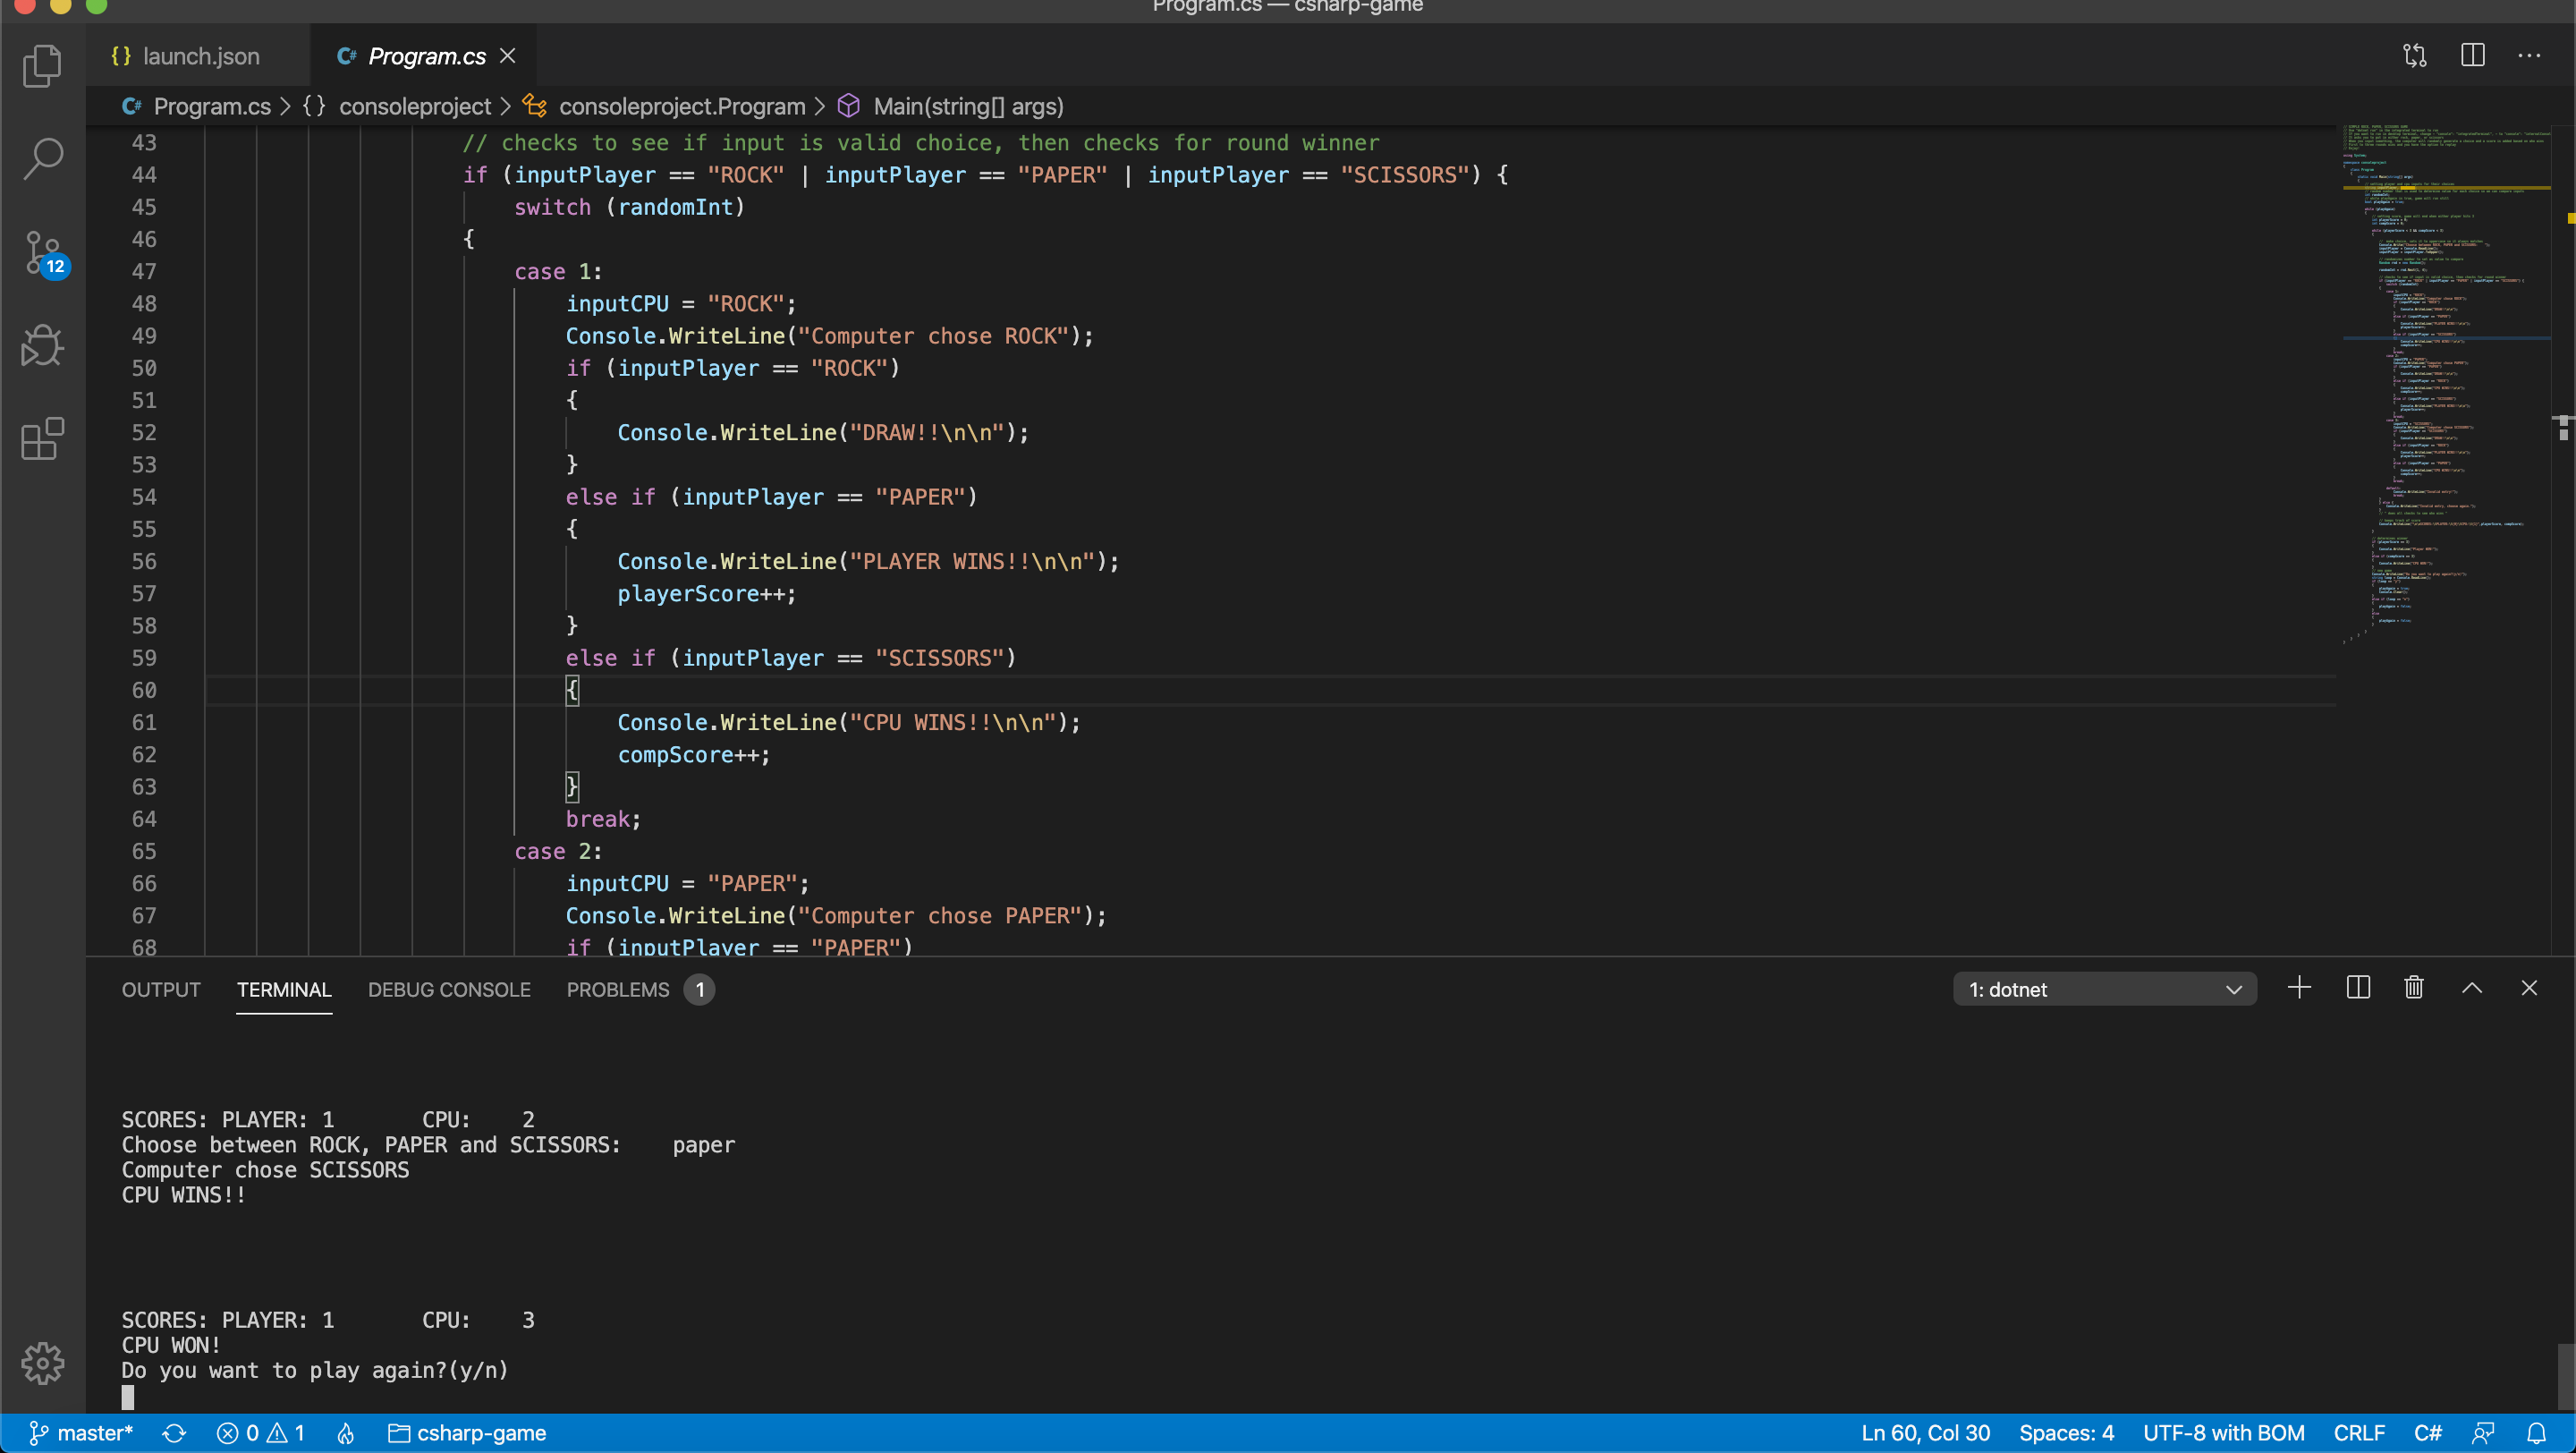 Program.cs — csharp-game
{} launch.json
C# Program.cs
C# Program.cs > {} consoleproject > consoleproject.Program > Main(string[] args)
43 // checks to see if input is valid choice, then checks for round winner
44 if (inputPlayer == "ROCK" | inputPlayer == "PAPER" | inputPlayer == "SCISSORS") {
45 switch (randomInt)
46 {
47 case 1:
48 inputCPU = "ROCK";
49 Console.WriteLine("Computer chose ROCK");
50 if (inputPlayer == "ROCK")
51 {
52 Console.WriteLine("DRAW!!\n\n");
53 }
54 else if (inputPlayer == "PAPER")
55 {
56 Console.WriteLine("PLAYER WINS!!\n\n");
57 playerScore++;
58 }
59 else if (inputPlayer == "SCISSORS")
60 {
61 Console.WriteLine("CPU WINS!!\n\n");
62 compScore++;
63 }
64 break;
65 case 2:
66 inputCPU = "PAPER";
67 Console.WriteLine("Computer chose PAPER");
68 if (inputPlayer == "PAPER")
12
OUTPUT TERMINAL DEBUG CONSOLE PROBLEMS 1
1: dotnet
SCORES: PLAYER: 1 CPU: 2
Choose between ROCK, PAPER and SCISSORS: paper
Computer chose SCISSORS
CPU WINS!!
SCORES: PLAYER: 1 CPU: 3
CPU WON!
Do you want to play again?(y/n)
master* 0 1 csharp-game Ln 60, Col 30 Spaces: 4 UTF-8 with BOM CRLF C#